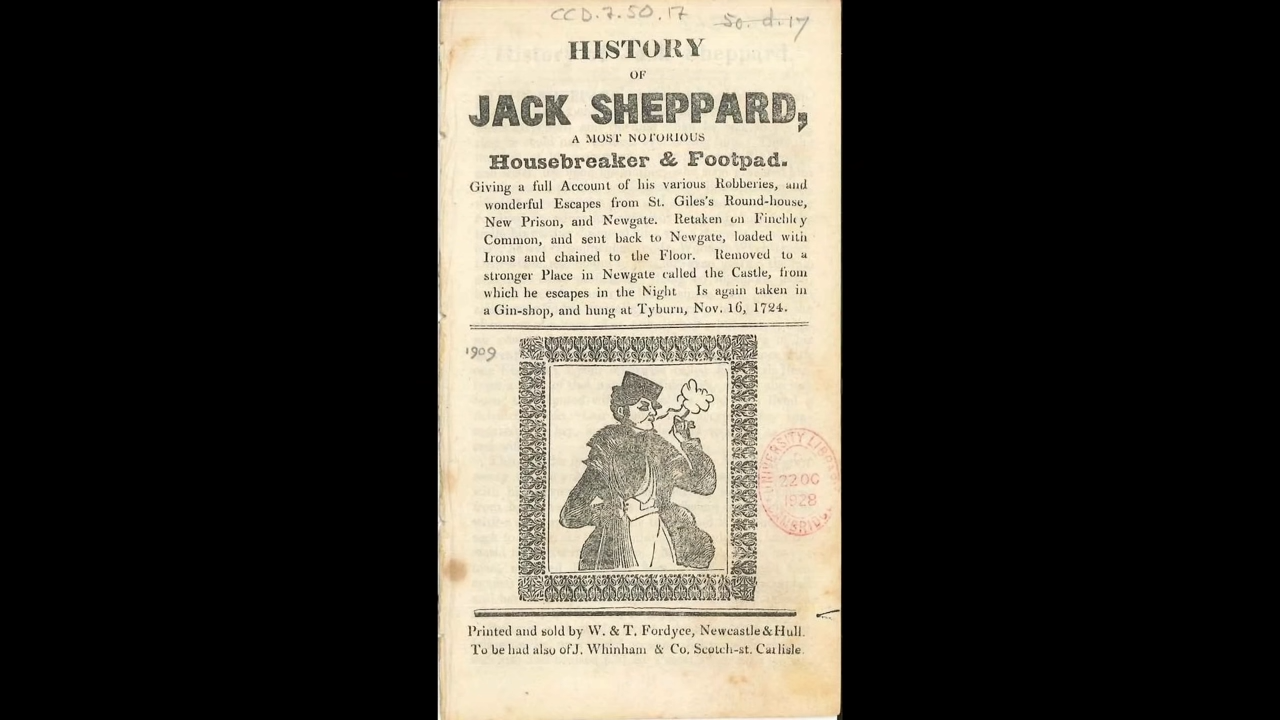 CCD.7.50.17
50.d.17
HISTORY
OF
JACK SHEPPARD,
A MOST NOTORIOUS
Housebreaker & Footpad.
Giving a full Account of his various Robberies, and
wonderful Escapes from St. Giles's Round-house,
New Prison, and Newgate. Retaken on Finchley
Common, and sent back to Newgate, loaded with
Irons and chained to the Floor. Removed to a
stronger Place in Newgate called the Castle, from
which he escapes in the Night Is again taken in
a Gin-shop, and hung at Tyburn, Nov. 16, 1724.
1909
UNIVERSITY LIBRA
22 OC
1928
CAMBRIDG
Printed and sold by W. & T. Fordyce, Newcastle & Hull.
To be had also of J. Whinham & Co. Scotch-st. Carlisle.